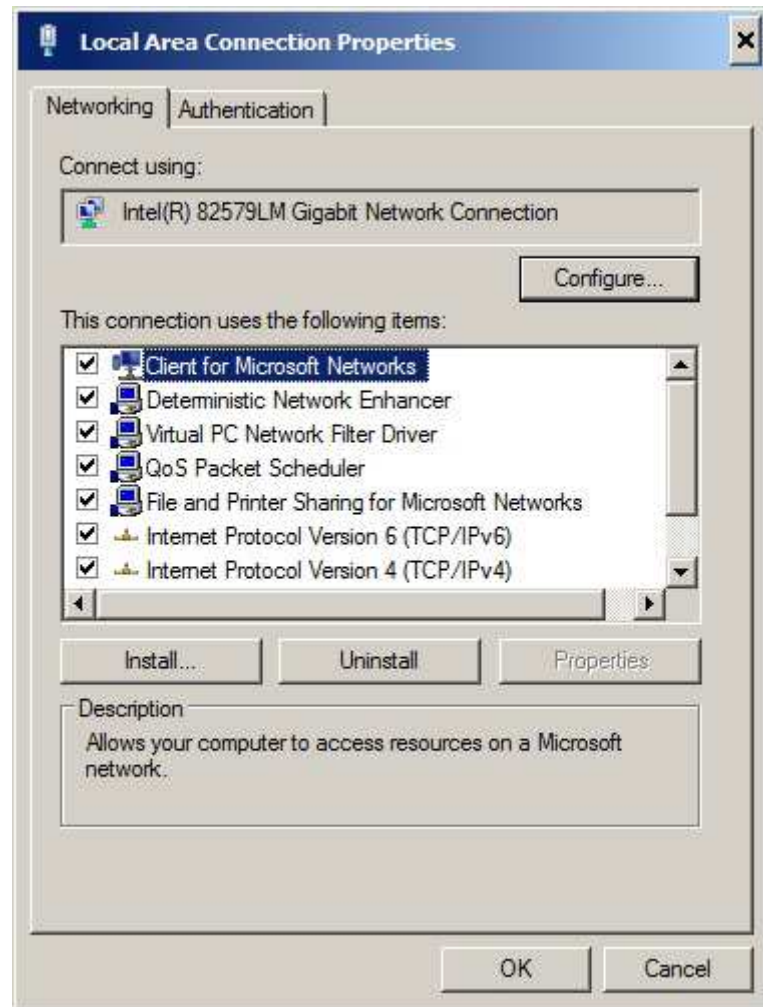 Local Area Connection Properties
Networking
Authentication
Connect using:
Intel(R) 82579LM Gigabit Network Connection
Configure...
This connection uses the following items:
Client for Microsoft Networks
Deterministic Network Enhancer
Virtual PC Network Filter Driver
QoS Packet Scheduler
File and Printer Sharing for Microsoft Networks
Internet Protocol Version 6 (TCP/IPv6)
Internet Protocol Version 4 (TCP/IPv4)
Install...
Uninstall
Properties
Description
Allows your computer to access resources on a Microsoft
network.
OK
Cancel